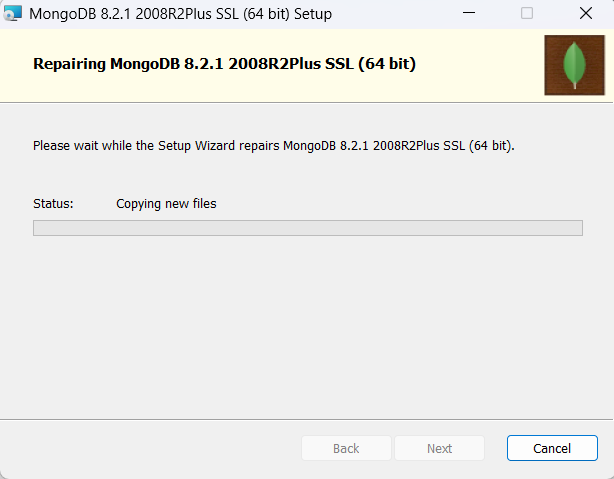 MongoDB 8.2.1 2008R2Plus SSL (64 bit) Setup
Repairing MongoDB 8.2.1 2008R2Plus SSL (64 bit)
Please wait while the Setup Wizard repairs MongoDB 8.2.1 2008R2Plus SSL (64 bit).
Status: Copying new files
Back Next Cancel